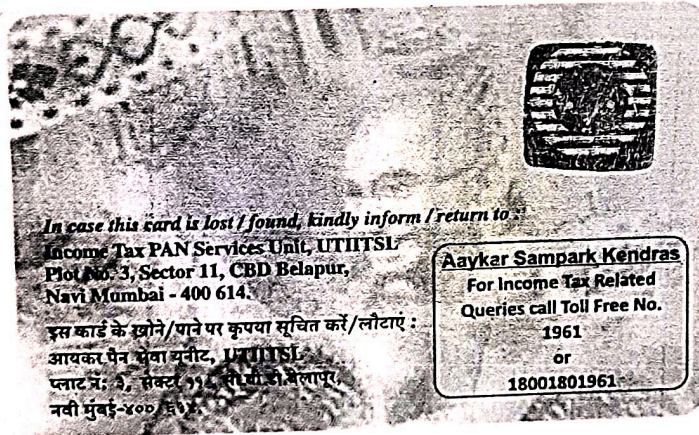 In case this card is lost / found, kindly inform / return to :
Income Tax PAN Services Unit, UTIITSL
Plot No. 3, Sector 11, CBD Belapur,
Navi Mumbai - 400 614.
इस कार्ड के खोने/पाने पर कृपया सूचित करें/लौटाएं :
आयकर पैन सेवा यूनीट, UTIITSL
प्लाट नं: ३, सेक्टर ११, सी.बी.डी.बेलापुर,
नवी मुंबई-४०० ६१४.
Aaykar Sampark Kendras
For Income Tax Related
Queries call Toll Free No.
1961
or
18001801961